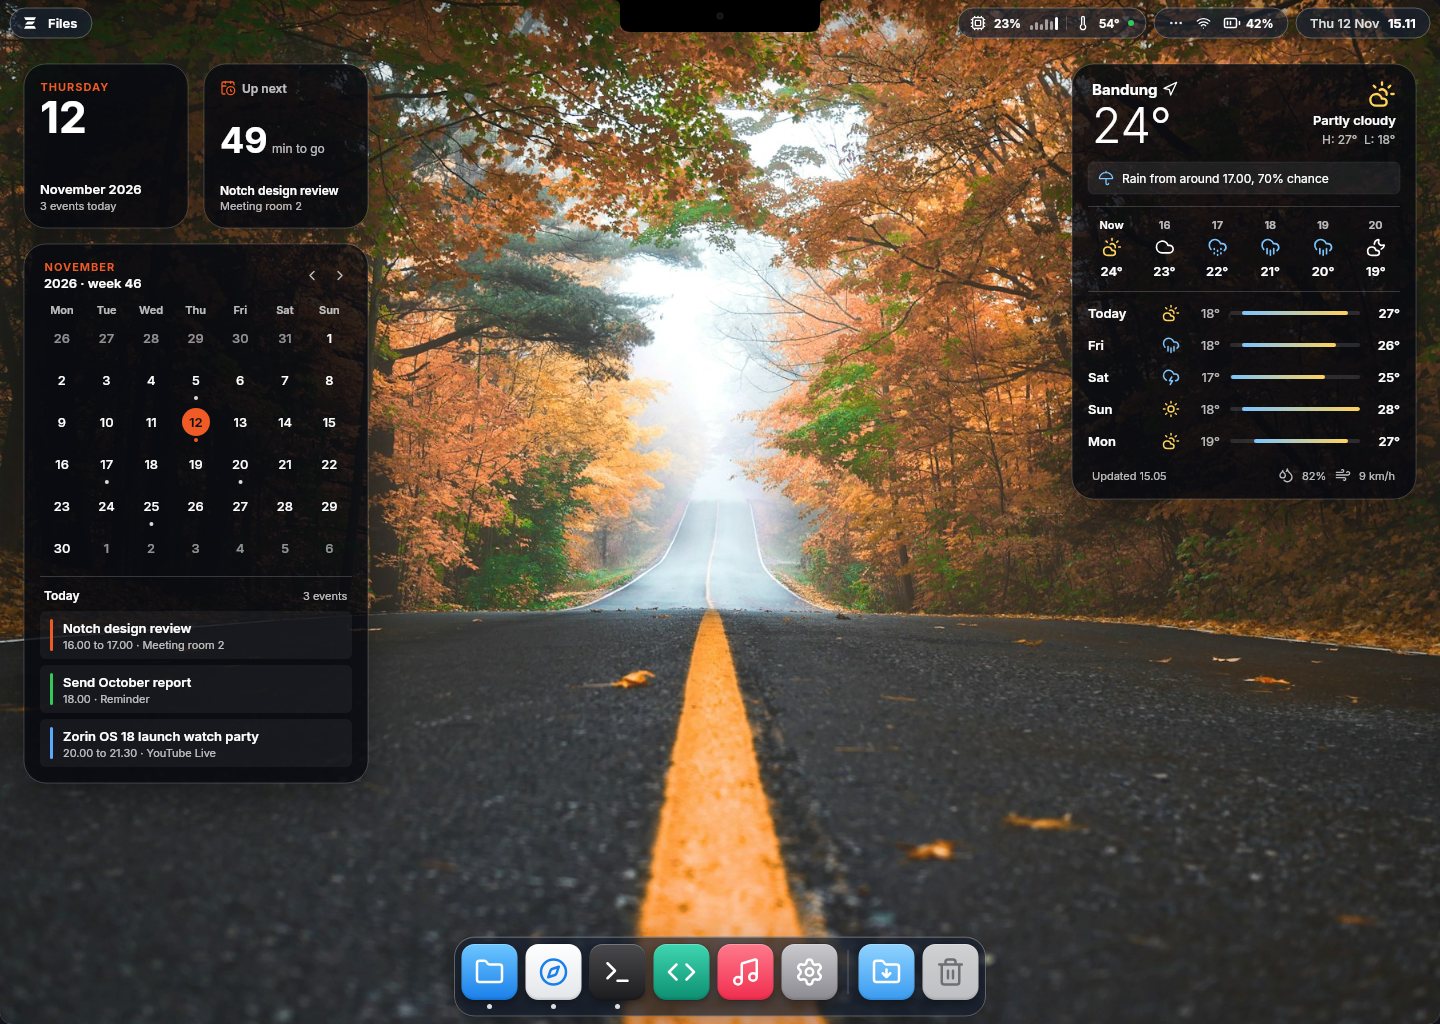 Files
23%
54°
42%
Thu 12 Nov 15.11
THURSDAY
12
November 2026
3 events today
Up next
49 min to go
Notch design review
Meeting room 2
NOVEMBER
2026 · week 46
Mon Tue Wed Thu Fri Sat Sun
26 27 28 29 30 31 1
2 3 4 5 6 7 8
9 10 11 12 13 14 15
16 17 18 19 20 21 22
23 24 25 26 27 28 29
30 1 2 3 4 5 6
Today 3 events
Notch design review
16.00 to 17.00 · Meeting room 2
Send October report
18.00 · Reminder
Zorin OS 18 launch watch party
20.00 to 21.30 · YouTube Live
Bandung
24°
Partly cloudy
H: 27° L: 18°
Rain from around 17.00, 70% chance
Now 16 17 18 19 20
24° 23° 22° 21° 20° 19°
Today 18° 27°
Fri 18° 26°
Sat 17° 25°
Sun 18° 28°
Mon 19° 27°
Updated 15.05 82% 9 km/h